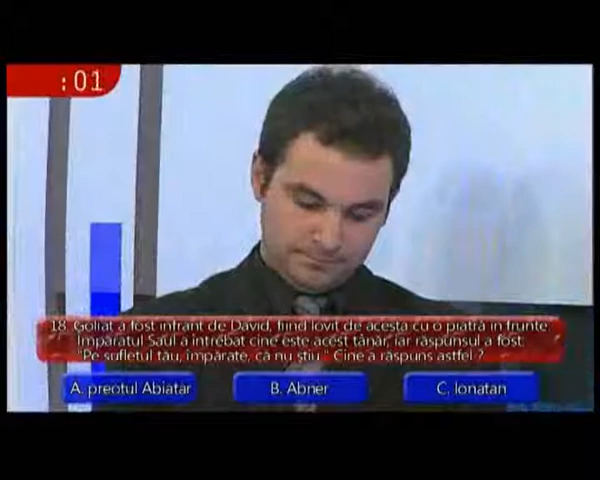 :01
18. Goliat a fost înfrânt de David, fiind lovit de acesta cu o piatră în frunte.
Împăratul Saul a întrebat cine este acest tânăr, iar răspunsul a fost:
"Pe sufletul tău, împărate, că nu ştiu." Cine a răspuns astfel ?
A. preotul Abiatar
B. Abner
C. Ionatan